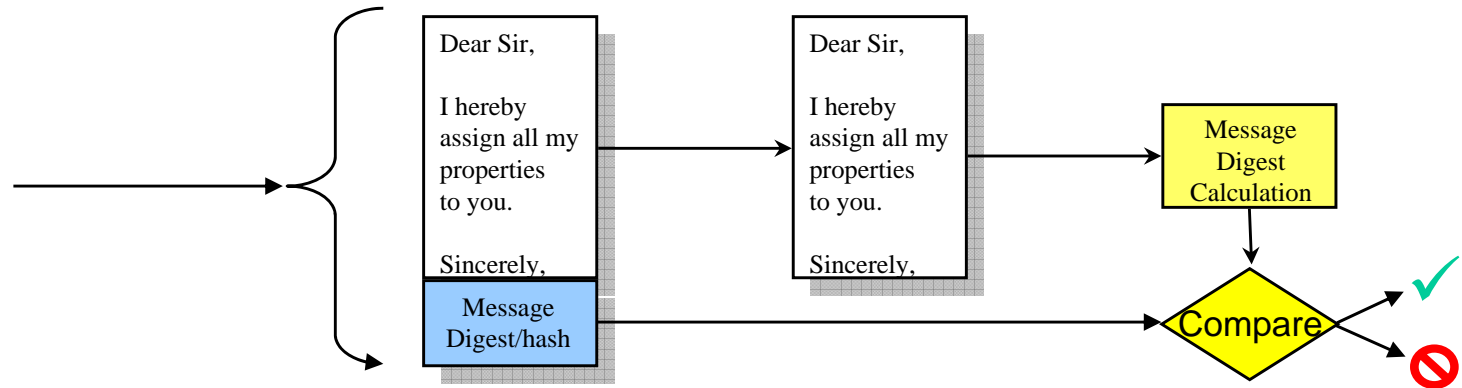 Dear Sir,
I hereby
assign all my
properties
to you.
Sincerely,
Message
Digest/hash
Dear Sir,
I hereby
assign all my
properties
to you.
Sincerely,
Message
Digest
Calculation
Compare